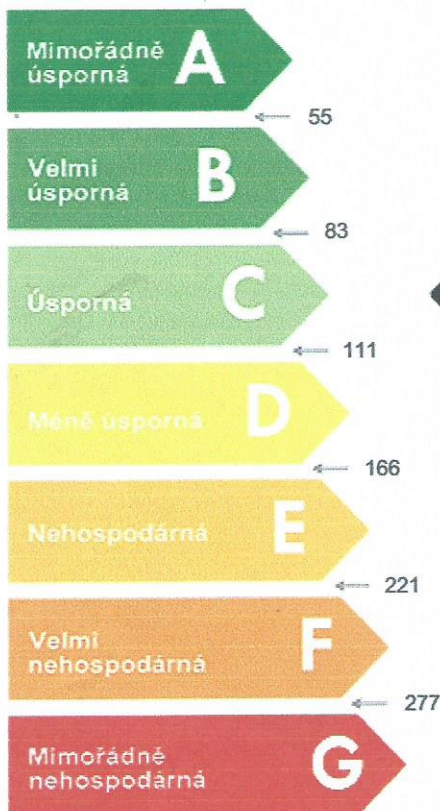 Mimořádně
úsporná
A
55
Velmi
úsporná
B
83
Úsporná
C
111
Méně úsporná
D
166
Nehospodárná
E
221
Velmi
nehospodárná
F
277
Mimořádně
nehospodárná
G